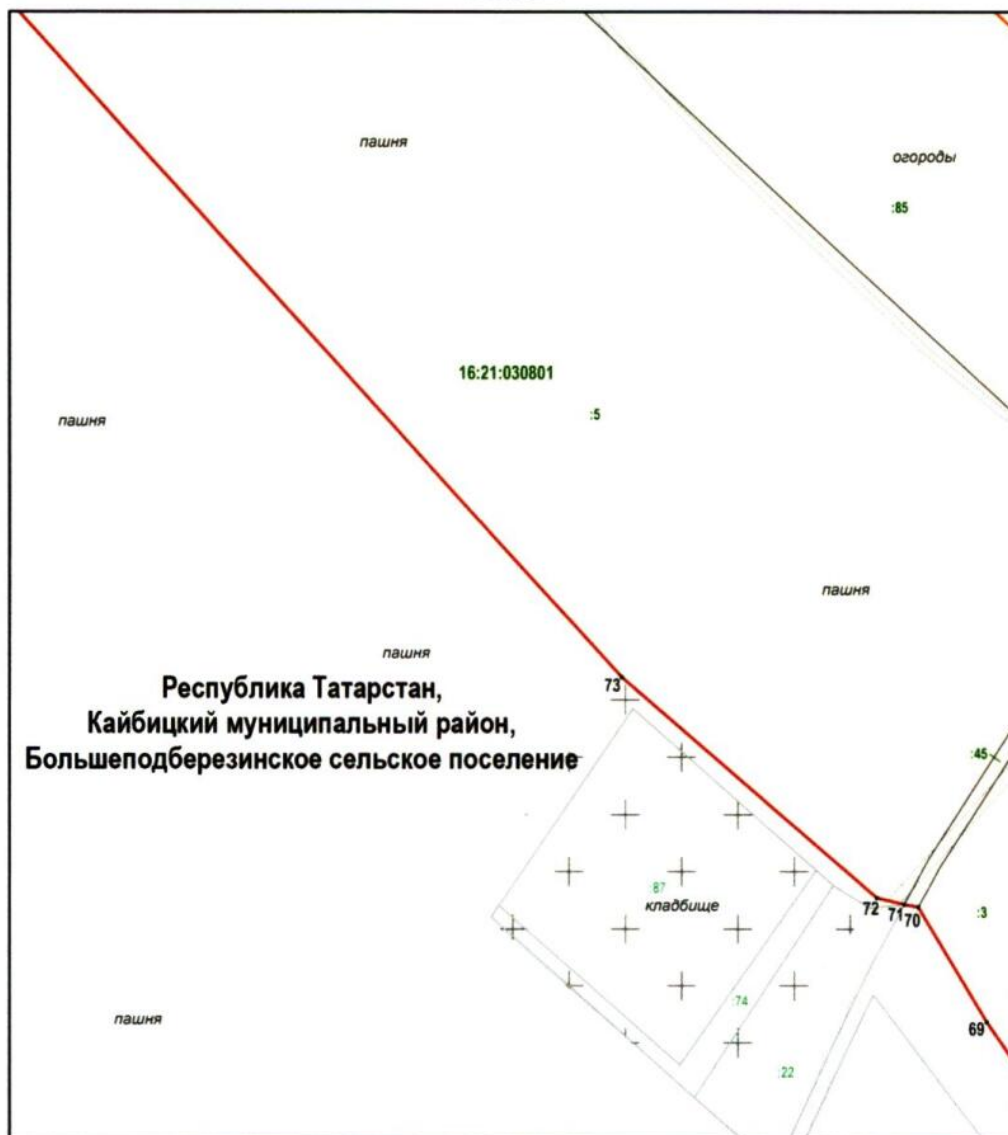 пашня
огороды
:85
16:21:030801
:5
пашня
пашня
пашня
Республика Татарстан,
Кайбицкий муниципальный район,
Большеподберезинское сельское поселение
73
:45
:87
кладбище
72
71
70
:3
:74
пашня
69
:22